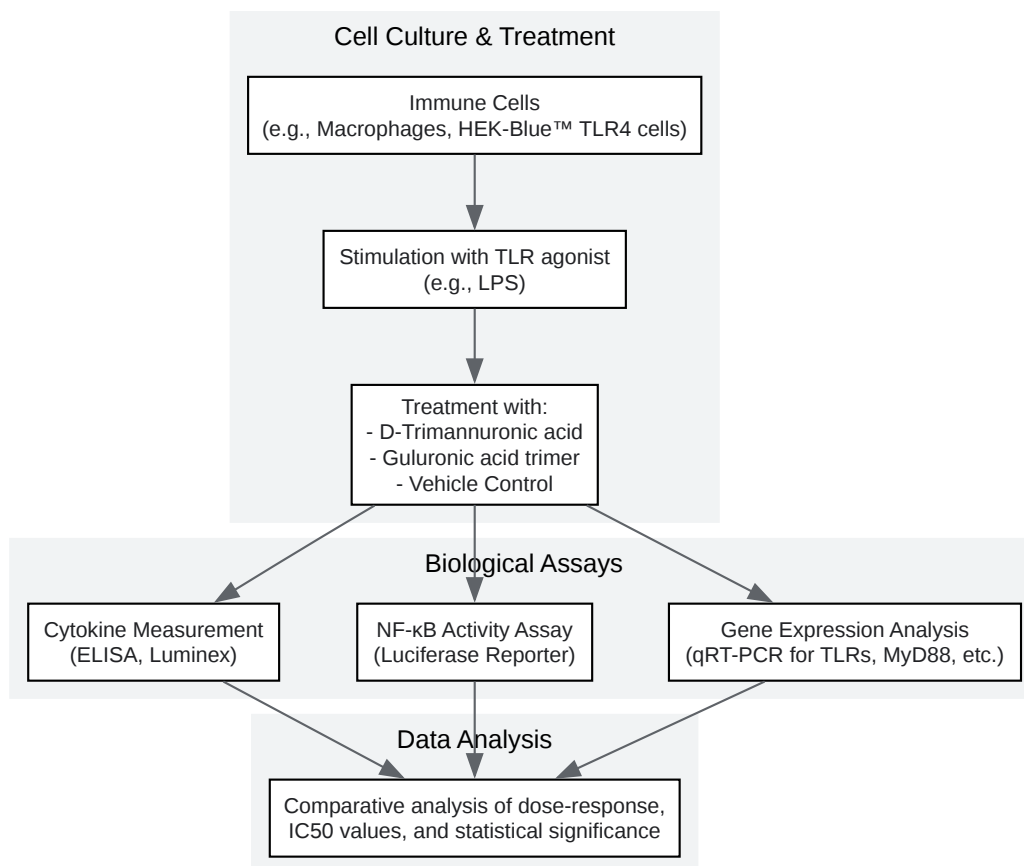 Cell Culture & Treatment
Immune Cells
(e.g., Macrophages, HEK-Blue™ TLR4 cells)
Stimulation with TLR agonist
(e.g., LPS)
Treatment with:
- D-Trimannuronic acid
- Guluronic acid trimer
- Vehicle Control
Biological Assays
Cytokine Measurement
(ELISA, Luminex)
NF-κB Activity Assay
(Luciferase Reporter)
Gene Expression Analysis
(qRT-PCR for TLRs, MyD88, etc.)
Data Analysis
Comparative analysis of dose-response,
IC50 values, and statistical significance